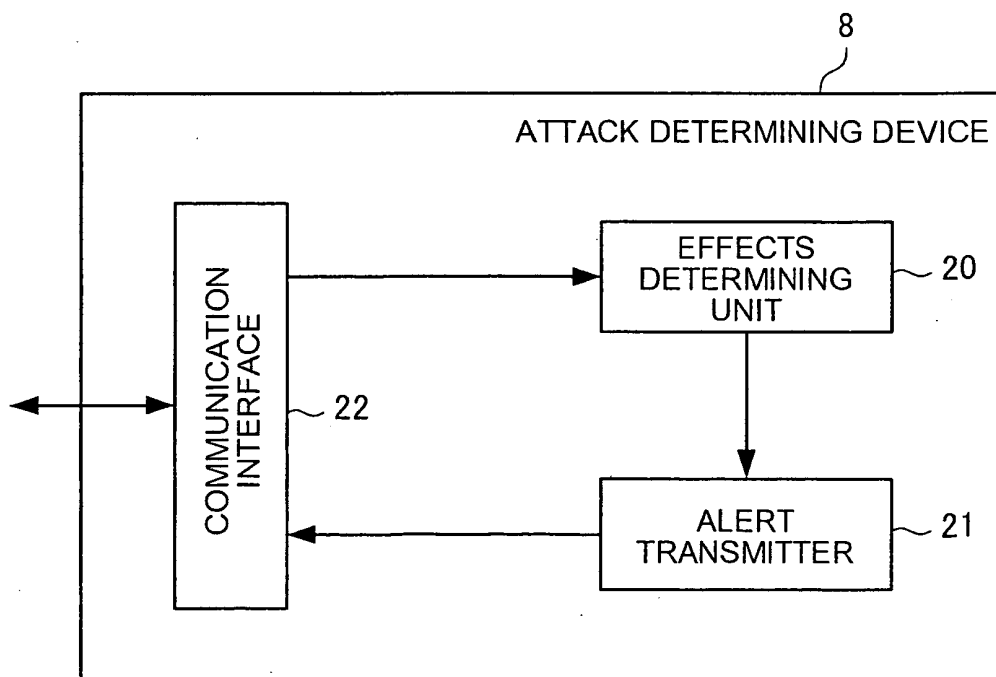 8
ATTACK DETERMINING DEVICE
COMMUNICATION
INTERFACE
22
EFFECTS
DETERMINING
UNIT
20
ALERT
TRANSMITTER
21